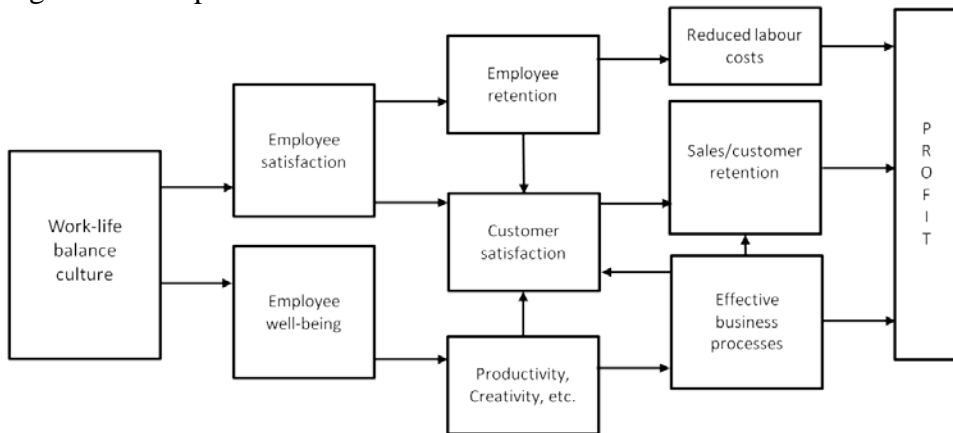 Work-life
balance
culture
Employee
satisfaction
Employee
well-being
Employee
retention
Customer
satisfaction
Productivity,
Creativity, etc.
Reduced labour
costs
Sales/customer
retention
Effective
business
processes
P
R
O
F
I
T